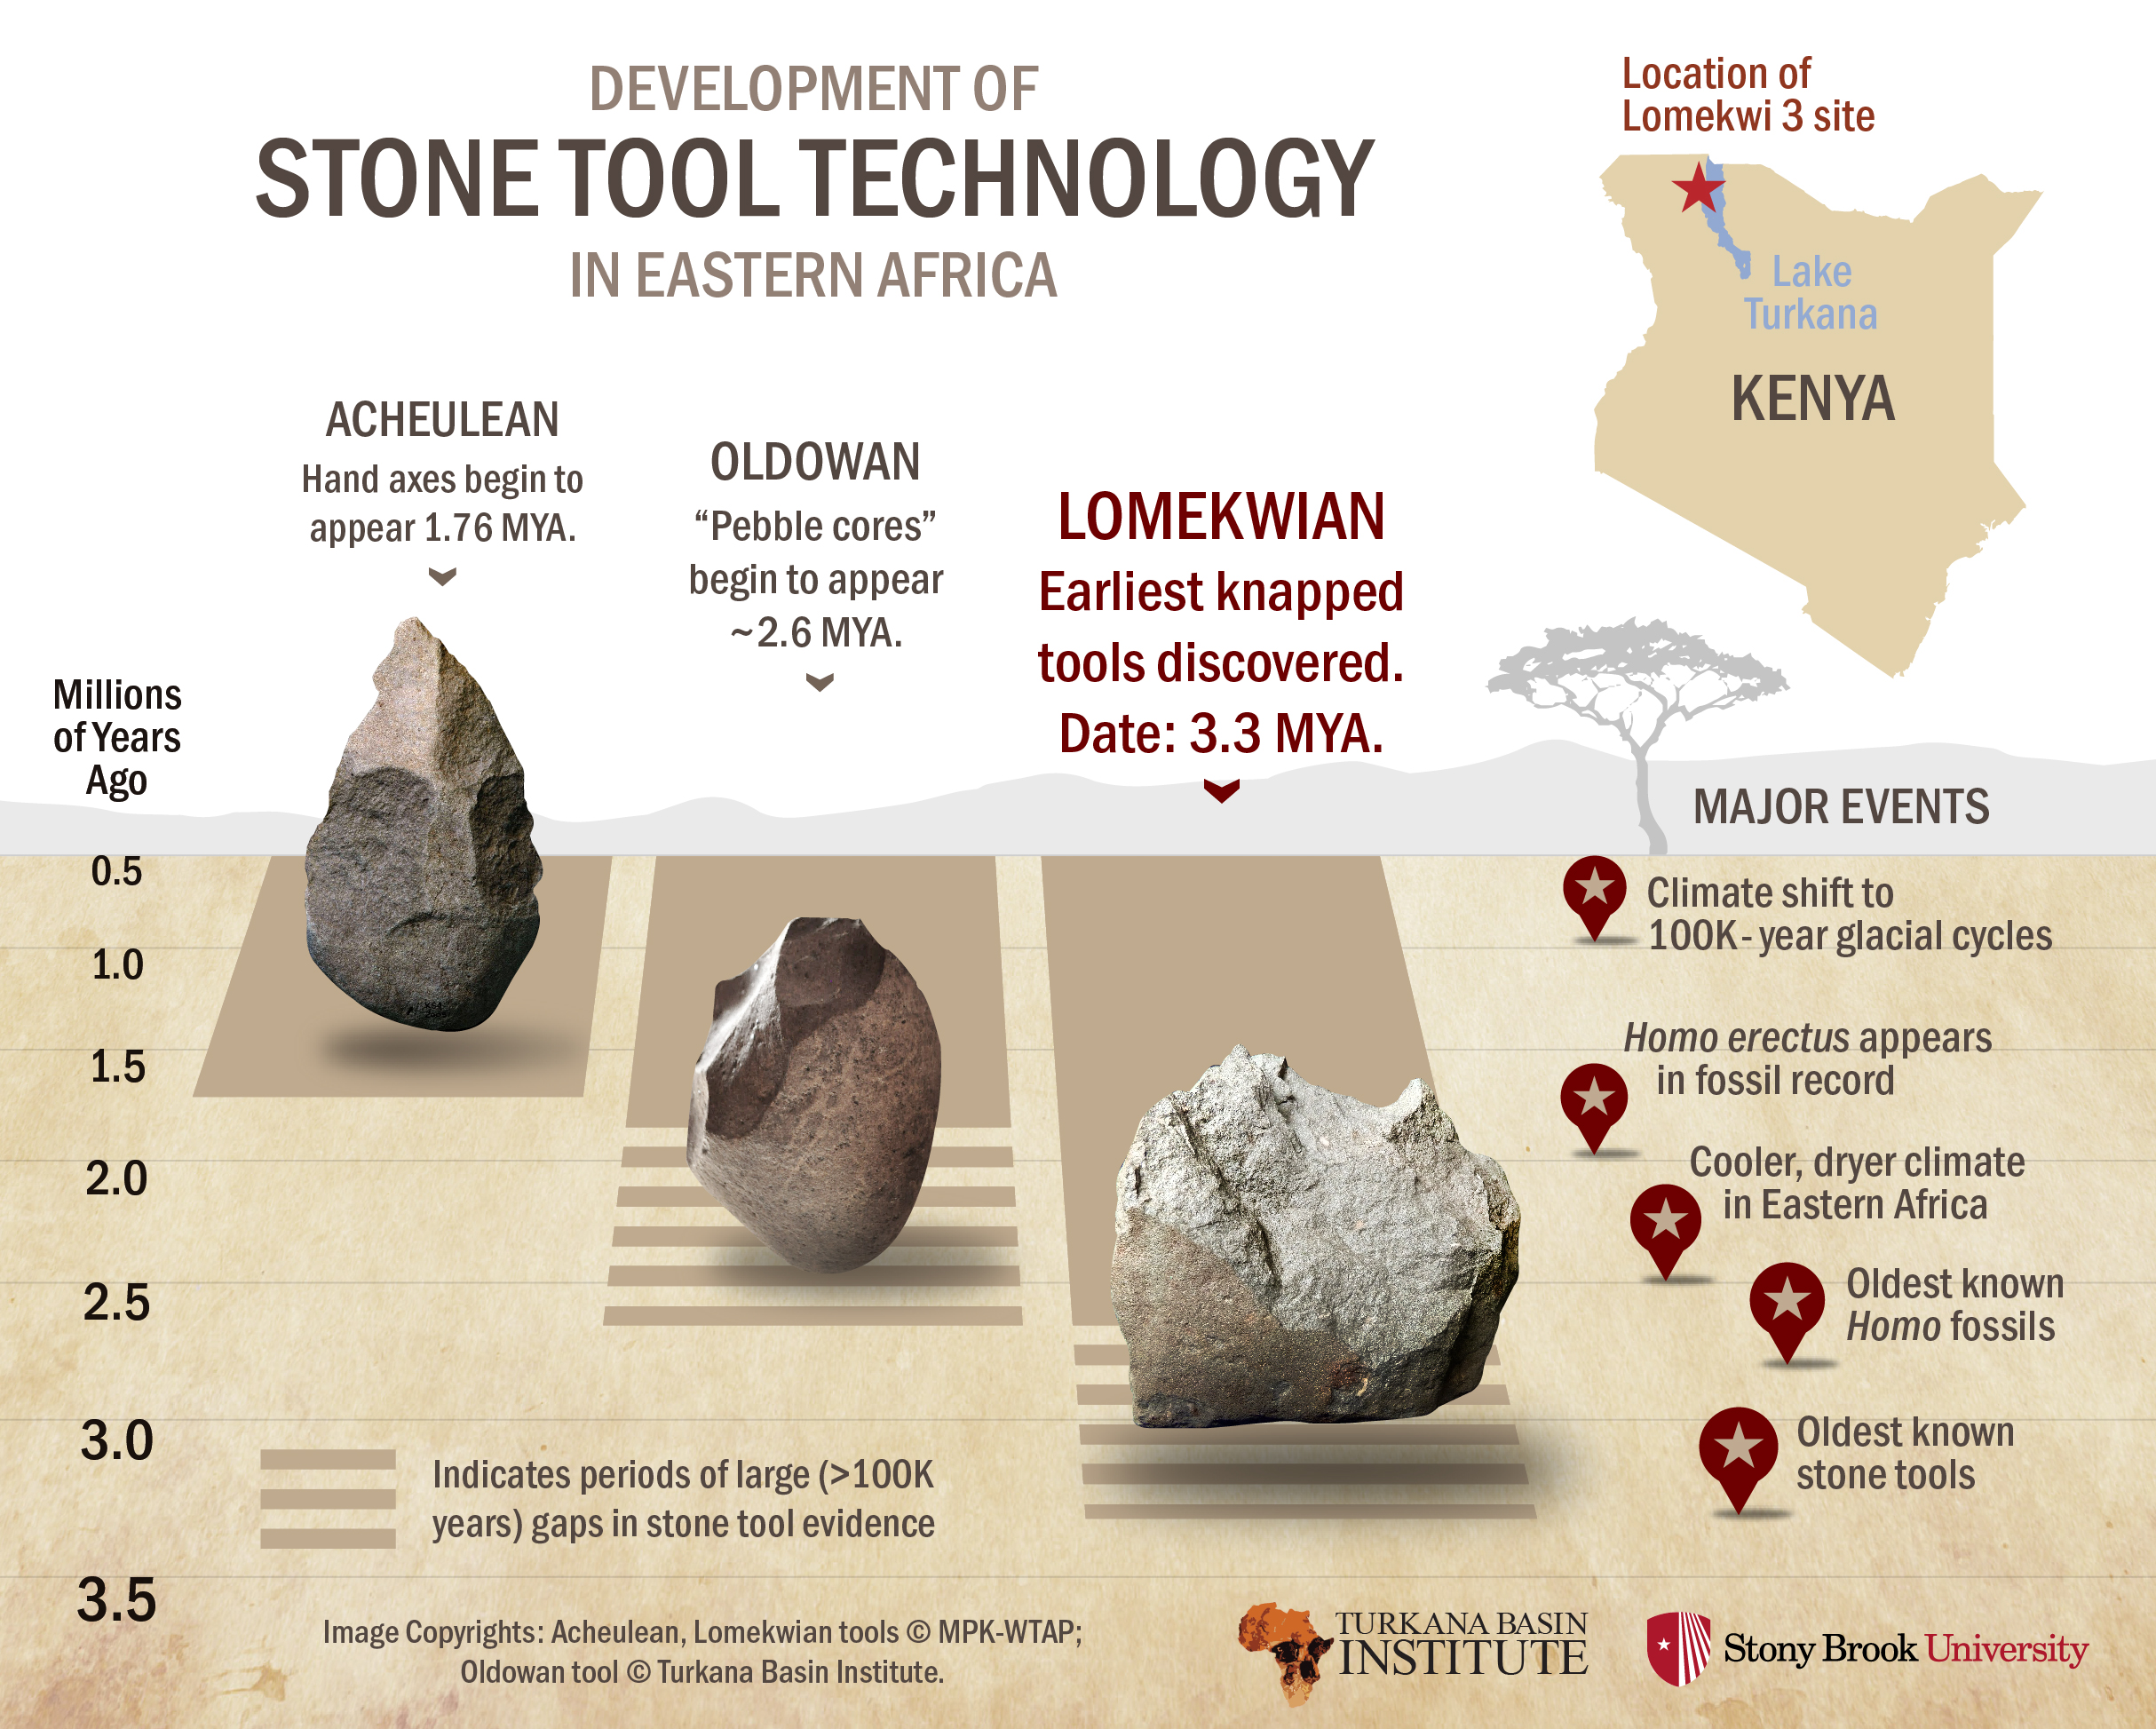 DEVELOPMENT OF
STONE TOOL TECHNOLOGY
IN EASTERN AFRICA
Location of
Lomekwi 3 site
Lake
Turkana
KENYA
ACHEULEAN
Hand axes begin to
appear 1.76 MYA.
OLDOWAN
“Pebble cores”
begin to appear
~2.6 MYA.
LOMEKWIAN
Earliest knapped
tools discovered.
Date: 3.3 MYA.
Millions
of Years
Ago
0.5
1.0
1.5
2.0
2.5
3.0
3.5
MAJOR EVENTS
Climate shift to
100K-year glacial cycles
Homo erectus appears
in fossil record
Cooler, dryer climate
in Eastern Africa
Oldest known
Homo fossils
Oldest known
stone tools
Indicates periods of large (>100K
years) gaps in stone tool evidence
Image Copyrights: Acheulean, Lomekwian tools © MPK-WTAP;
Oldowan tool © Turkana Basin Institute.
TURKANA BASIN
INSTITUTE
Stony Brook University